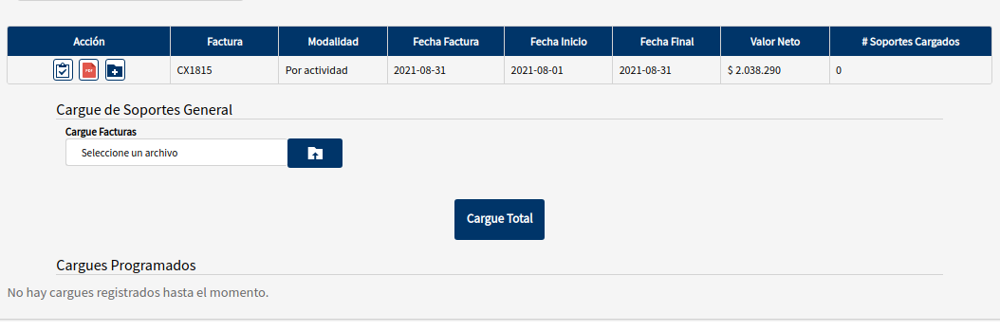 Acción Factura Modalidad Fecha Factura Fecha Inicio Fecha Final Valor Neto # Soportes Cargados
PDF CX1815 Por actividad 2021-08-31 2021-08-01 2021-08-31 $ 2.038.290 0
Cargue de Soportes General
Cargue Facturas
Seleccione un archivo
Cargue Total
Cargues Programados
No hay cargues registrados hasta el momento.